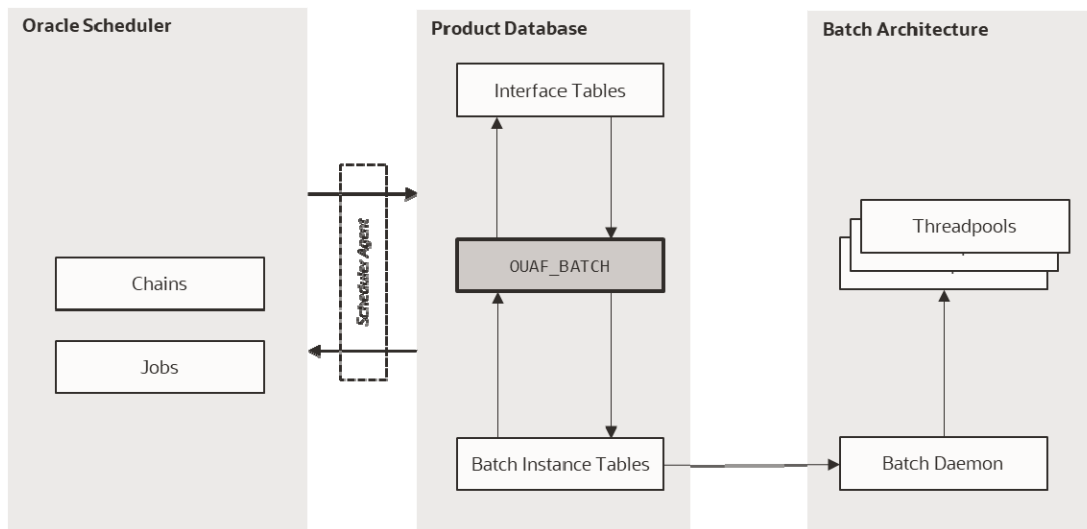 Oracle Scheduler
Product Database
Batch Architecture
Interface Tables
Scheduler Agent
OUAF_BATCH
Threadpools
Chains
Jobs
Batch Instance Tables
Batch Daemon